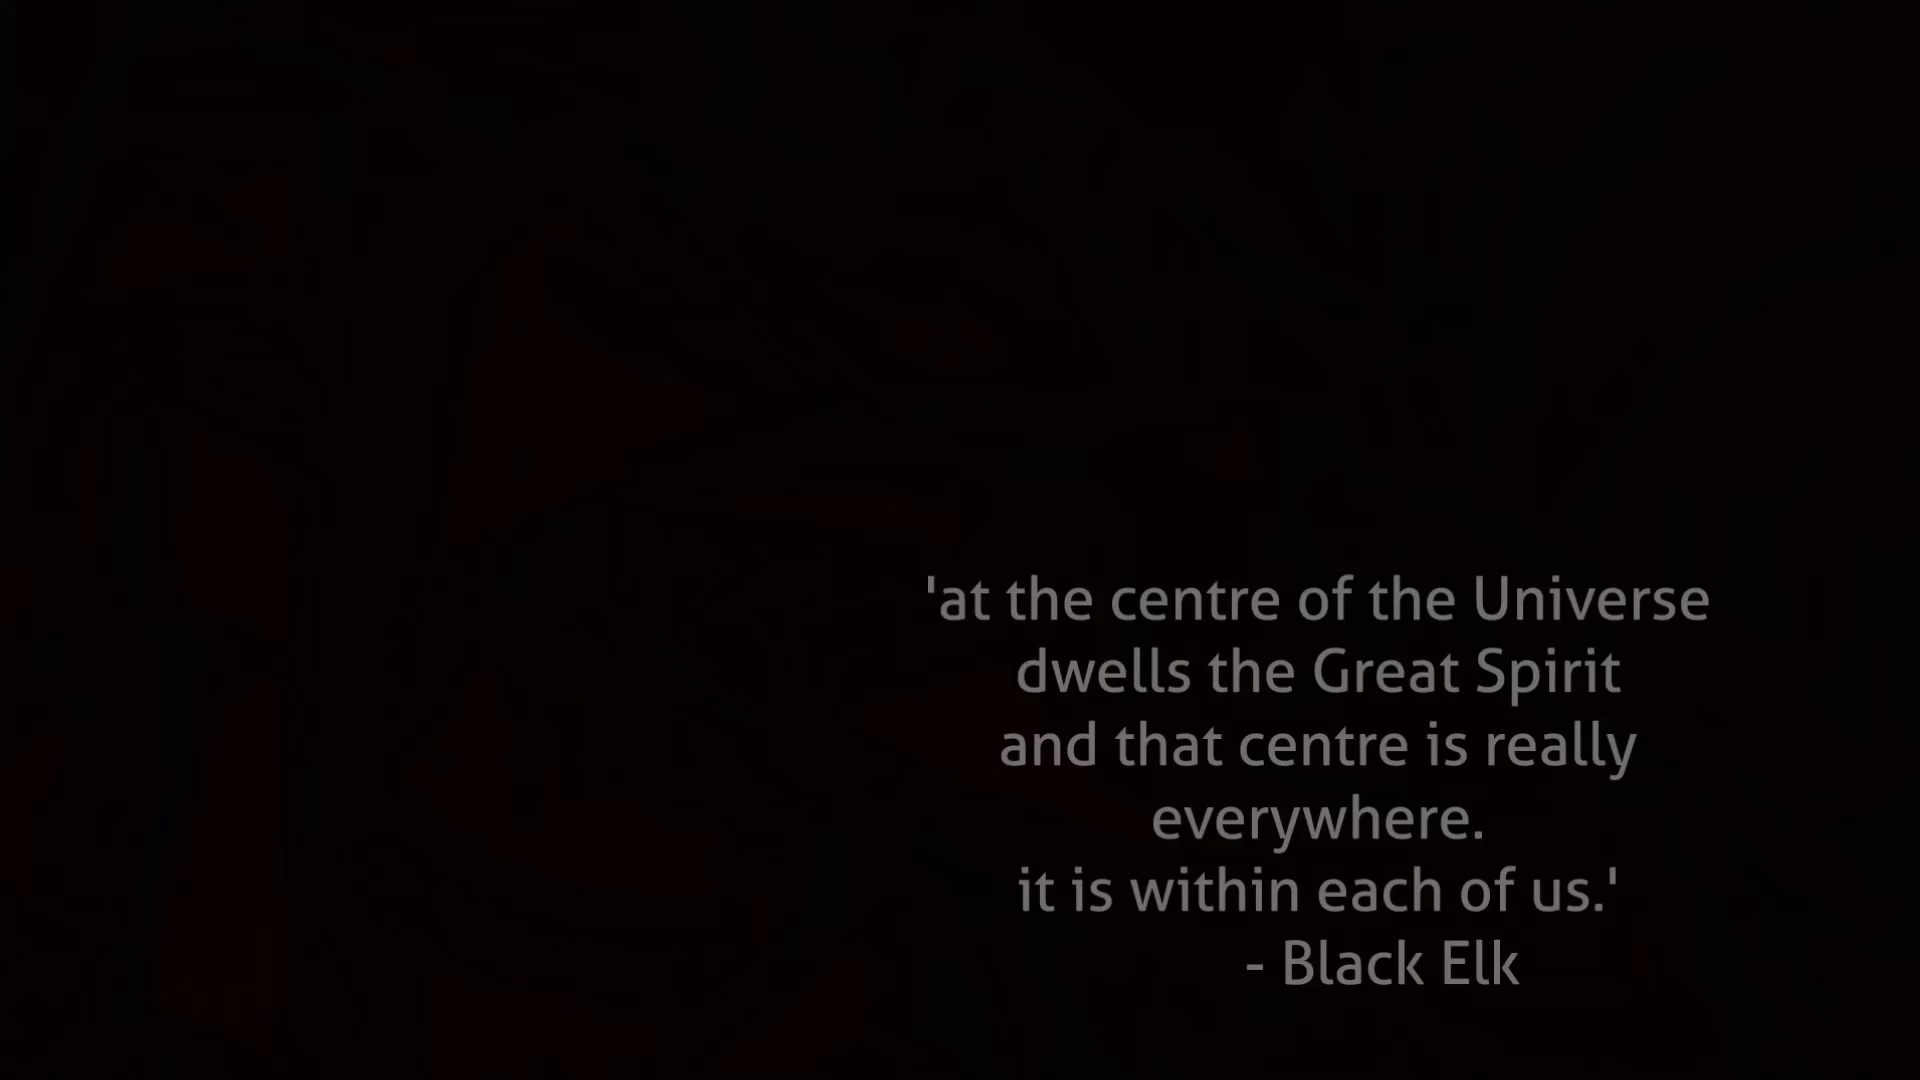 'at the centre of the Universe
dwells the Great Spirit
and that centre is really
everywhere.
it is within each of us.'
- Black Elk